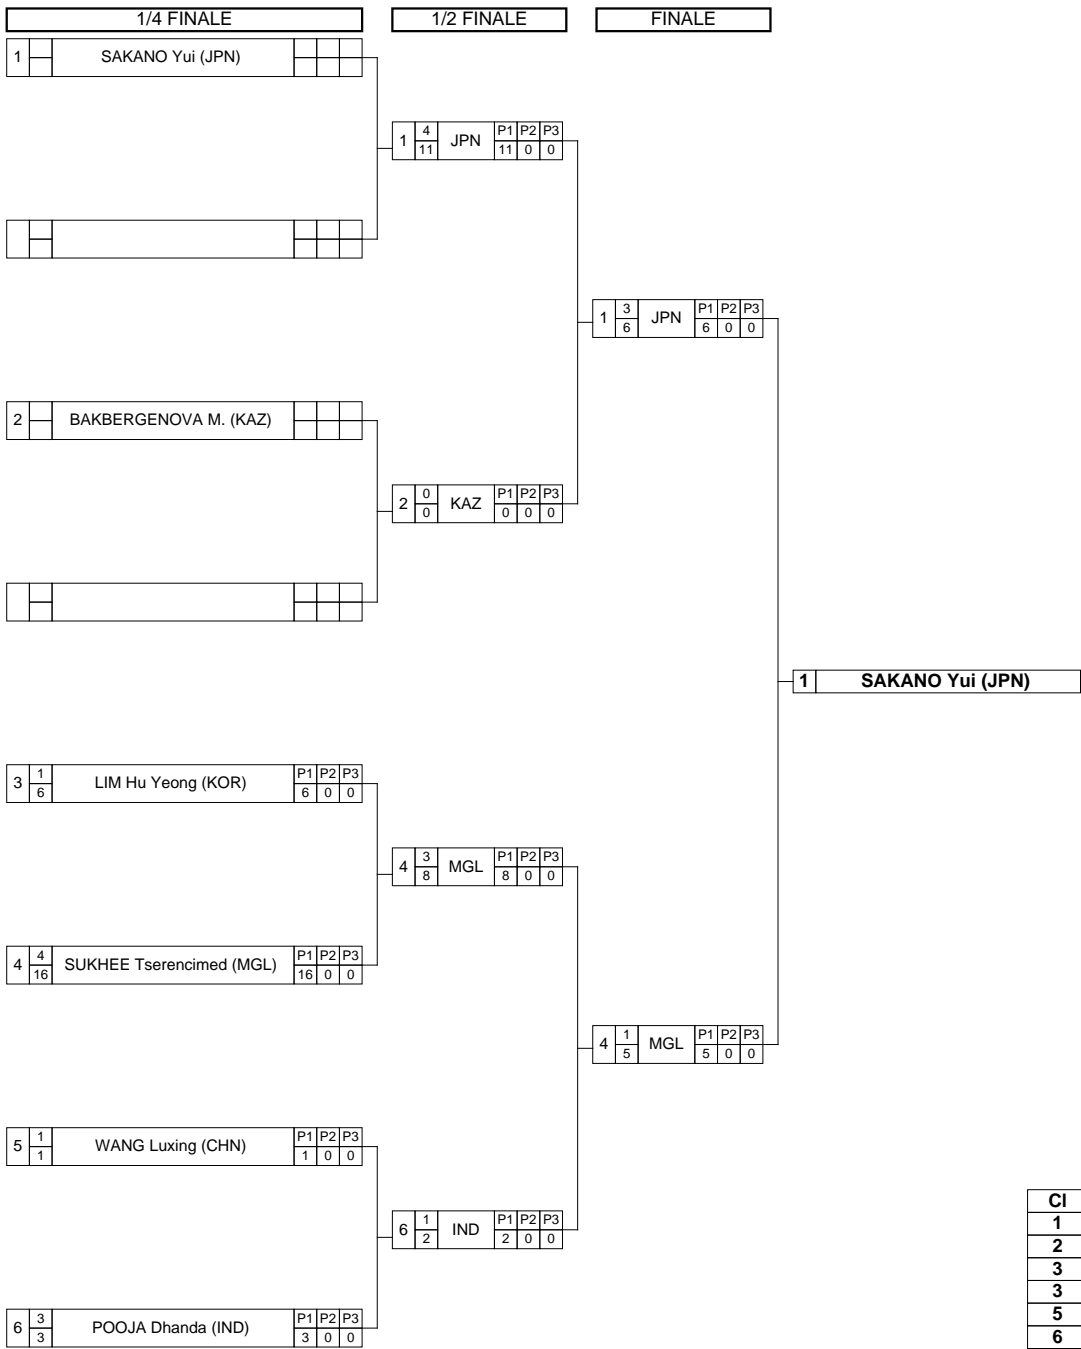 1/4 FINALE 1/2 FINALE FINALE
1 SAKANO Yui (JPN)
1 4 JPN P1 P2 P3
11 11 0 0
1 3 JPN P1 P2 P3
6 6 0 0
2 BAKBERGENOVA M. (KAZ)
2 0 KAZ P1 P2 P3
0 0 0 0
1 SAKANO Yui (JPN)
3 1 LIM Hu Yeong (KOR) P1 P2 P3
6 6 0 0
4 3 MGL P1 P2 P3
8 8 0 0
4 4 SUKHEE Tserencimed (MGL) P1 P2 P3
16 16 0 0
4 1 MGL P1 P2 P3
5 5 0 0
5 1 WANG Luxing (CHN) P1 P2 P3
1 1 0 0
6 1 IND P1 P2 P3
2 2 0 0
6 3 POOJA Dhanda (IND) P1 P2 P3
3 3 0 0
Cl
1
2
3
3
5
6